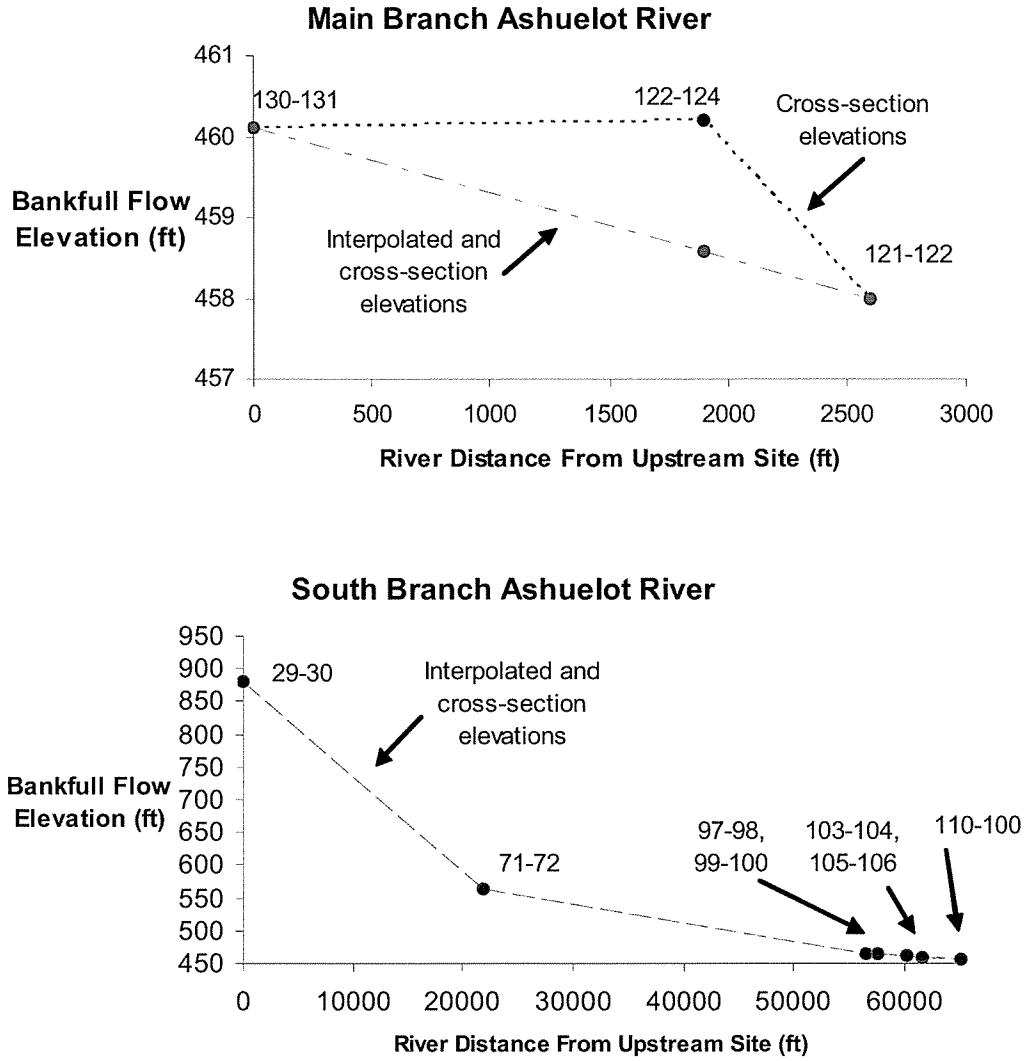 Main Branch Ashuelot River
461
460
459
458
457
130-131
122-124
Cross-section
elevations
Bankfull Flow
Elevation (ft)
Interpolated and
cross-section
elevations
121-122
0 500 1000 1500 2000 2500 3000
River Distance From Upstream Site (ft)
South Branch Ashuelot River
950
900
850
800
750
700
650
600
550
500
450
29-30
Interpolated and
cross-section
elevations
Bankfull Flow
Elevation (ft)
71-72
97-98,
99-100
103-104,
105-106
110-100
0 10000 20000 30000 40000 50000 60000
River Distance From Upstream Site (ft)